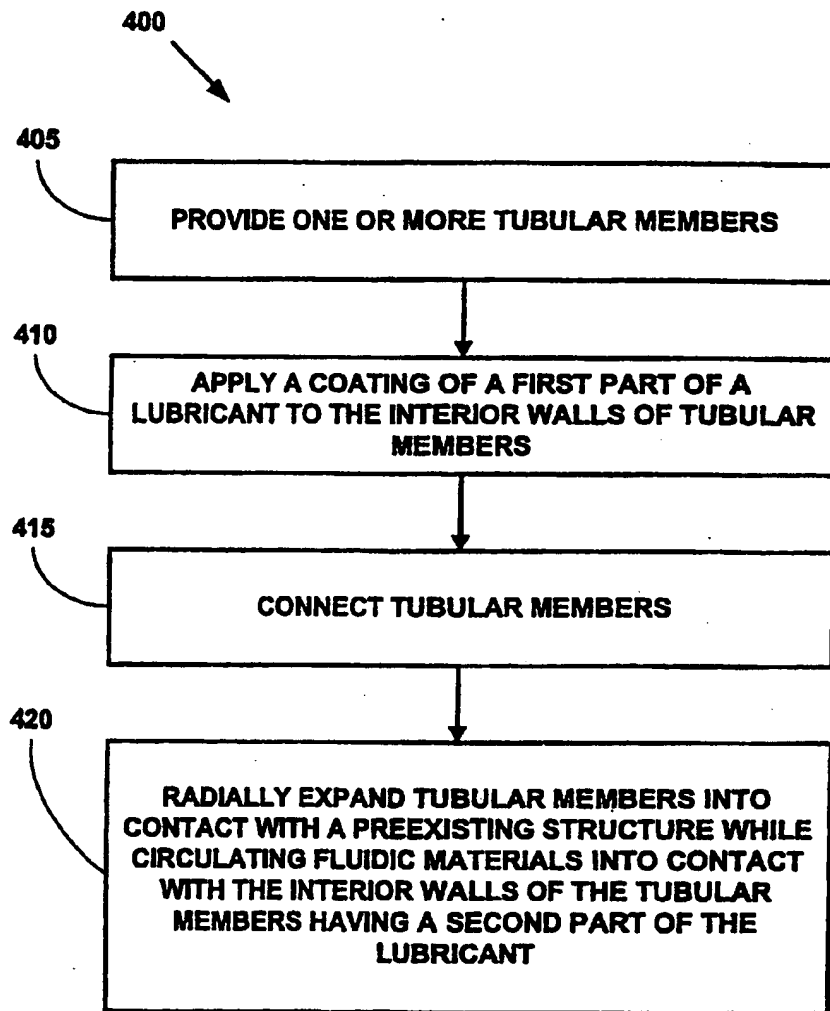 400
405
PROVIDE ONE OR MORE TUBULAR MEMBERS
410
APPLY A COATING OF A FIRST PART OF A
LUBRICANT TO THE INTERIOR WALLS OF TUBULAR
MEMBERS
415
CONNECT TUBULAR MEMBERS
420
RADIALLY EXPAND TUBULAR MEMBERS INTO
CONTACT WITH A PREEXISTING STRUCTURE WHILE
CIRCULATING FLUIDIC MATERIALS INTO CONTACT
WITH THE INTERIOR WALLS OF THE TUBULAR
MEMBERS HAVING A SECOND PART OF THE
LUBRICANT